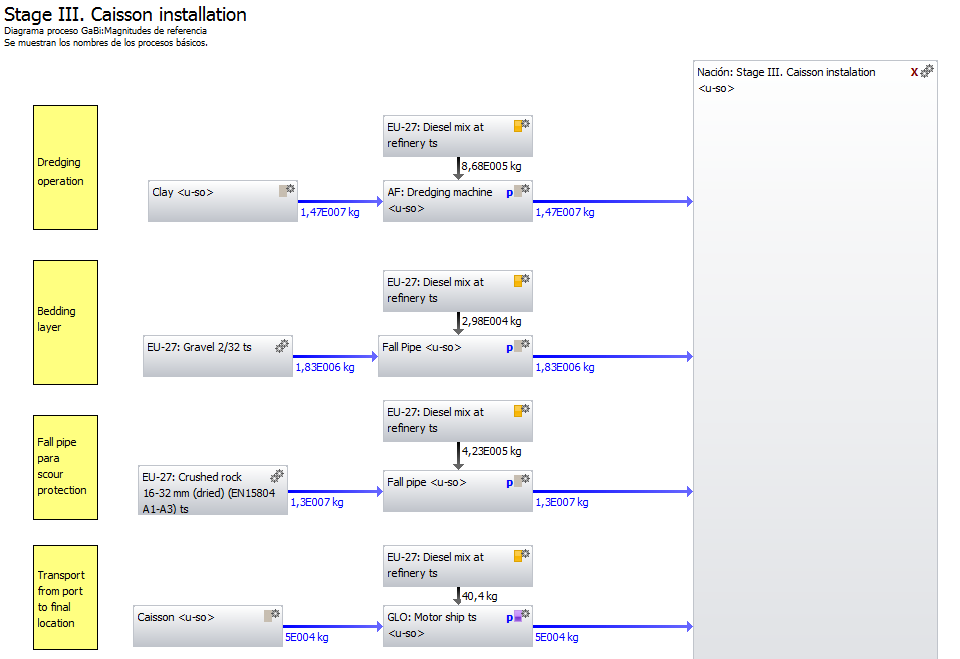 Stage III. Caisson installation
Diagrama proceso GaBi:Magnitudes de referencia
Se muestran los nombres de los procesos básicos.
Nación: Stage III. Caisson instalation
<u-so>
X
Dredging
operation
EU-27: Diesel mix at
refinery ts
8,68E005 kg
Clay <u-so>
1,47E007 kg
AF: Dredging machine
<u-so>
p
1,47E007 kg
Bedding
layer
EU-27: Diesel mix at
refinery ts
2,98E004 kg
EU-27: Gravel 2/32 ts
1,83E006 kg
Fall Pipe <u-so>
p
1,83E006 kg
Fall pipe
para
scour
protection
EU-27: Diesel mix at
refinery ts
4,23E005 kg
EU-27: Crushed rock
16-32 mm (dried) (EN15804
A1-A3) ts
1,3E007 kg
Fall pipe <u-so>
p
1,3E007 kg
Transport
from port
to final
location
EU-27: Diesel mix at
refinery ts
40,4 kg
Caisson <u-so>
5E004 kg
GLO: Motor ship ts
<u-so>
p
5E004 kg